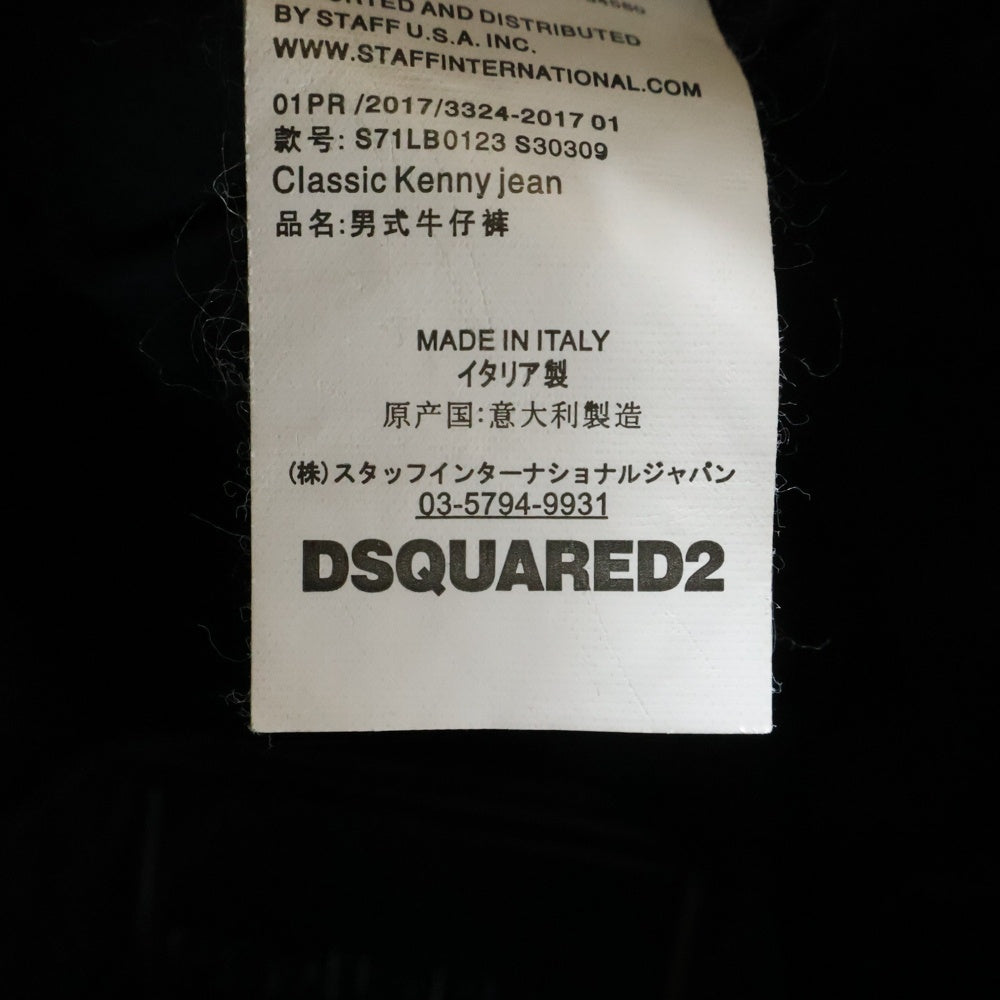 AND DISTRIBUTED
BY STAFF U.S.A. INC.
WWW.STAFFINTERNATIONAL.COM
01PR /2017/3324-2017 01
款号: S71LB0123 S30309
Classic Kenny jean
品名:男式牛仔裤
MADE IN ITALY
イタリア製
原产国:意大利製造
(株)スタッフインターナショナルジャパン
03-5794-9931
DSQUARED2